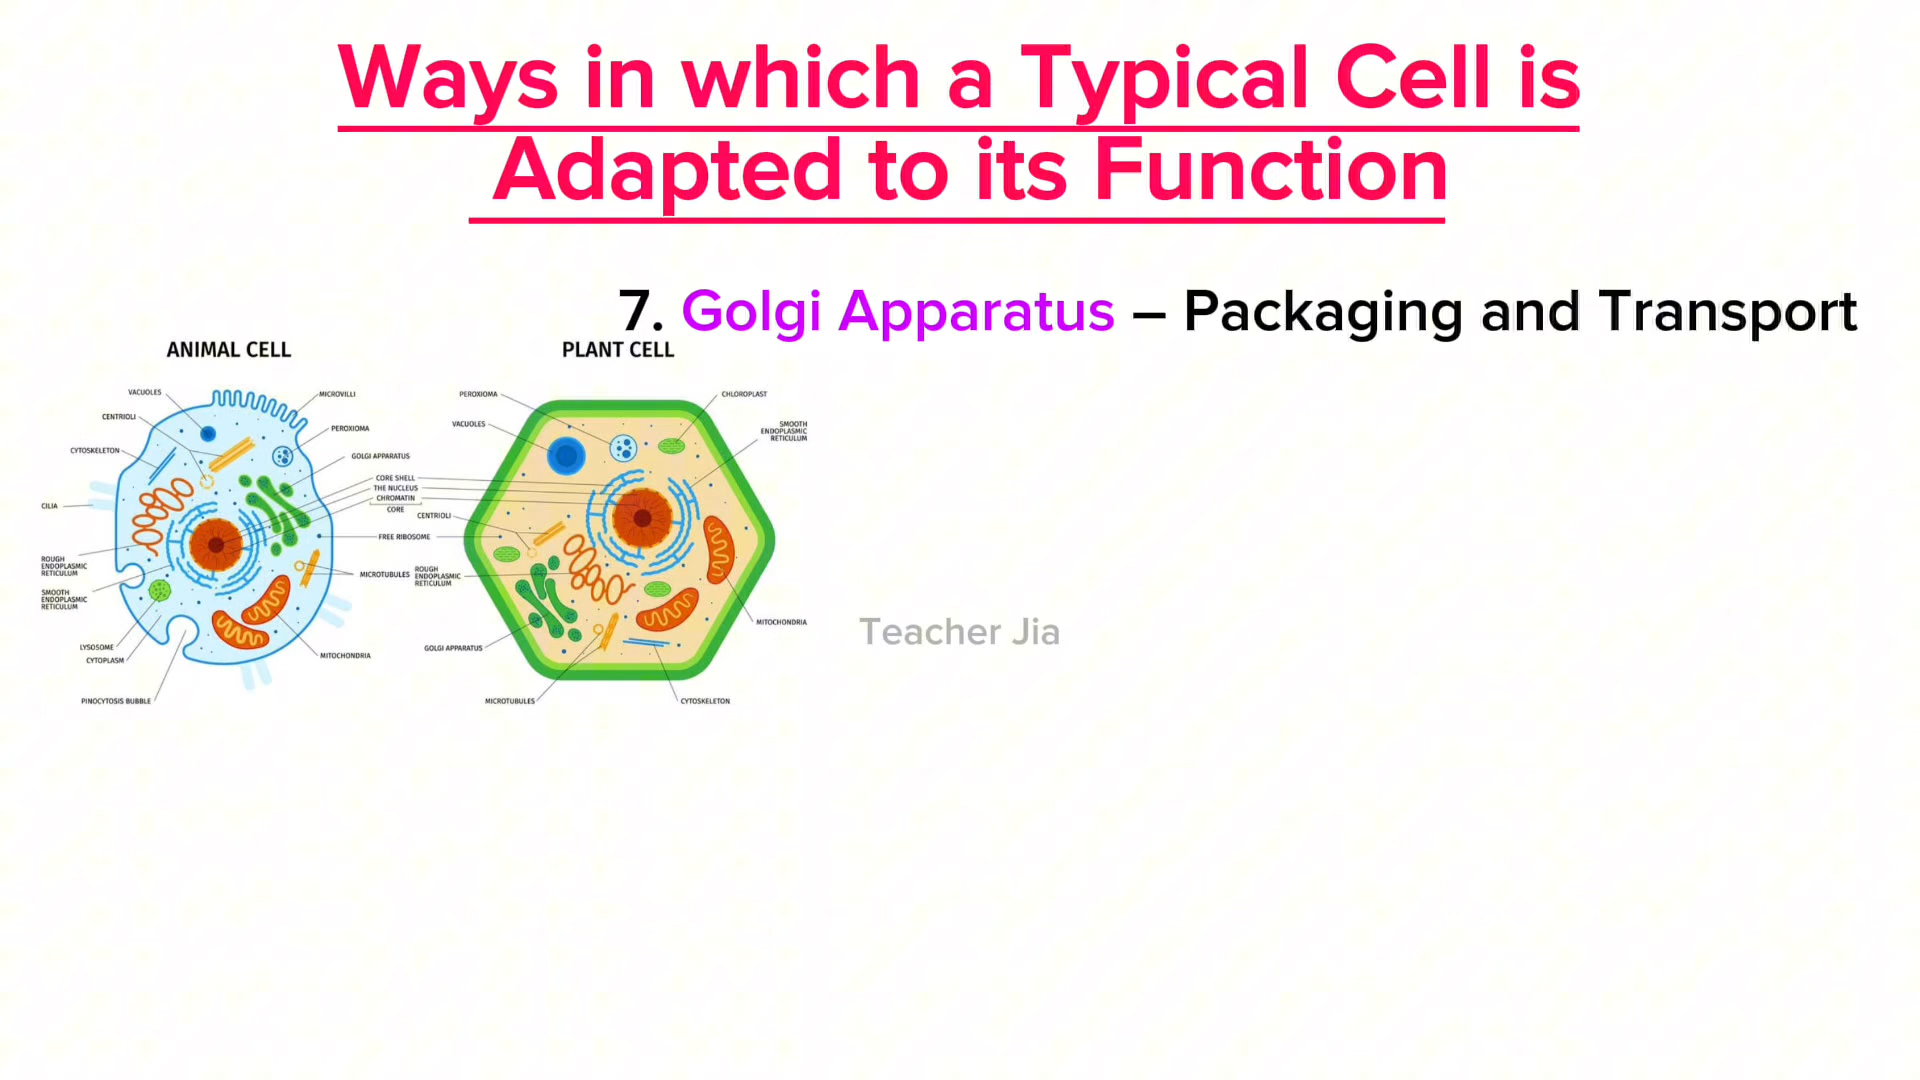 Ways in which a Typical Cell is
Adapted to its Function
7. Golgi Apparatus – Packaging and Transport
ANIMAL CELL
VACUOLES
CENTRIOLI
CYTOSKELETON
CILIA
ROUGH
ENDOPLASMIC
RETICULUM
SMOOTH
ENDOPLASMIC
RETICULUM
LYSOSOME
CYTOPLASM
PINOCYTOSIS BUBBLE
MICROVILLI
PEROXIOMA
GOLGI APPARATUS
CORE SHELL
THE NUCLEUS
CHROMATIN
CORE
FREE RIBOSOME
MICROTUBULES
MITOCHONDRIA
PLANT CELL
PEROXIOMA
VACUOLES
CENTRIOLI
ROUGH
ENDOPLASMIC
RETICULUM
GOLGI APPARATUS
MICROTUBULES
CHLOROPLAST
SMOOTH
ENDOPLASMIC
RETICULUM
MITOCHONDRIA
CYTOSKELETON
Teacher Jia